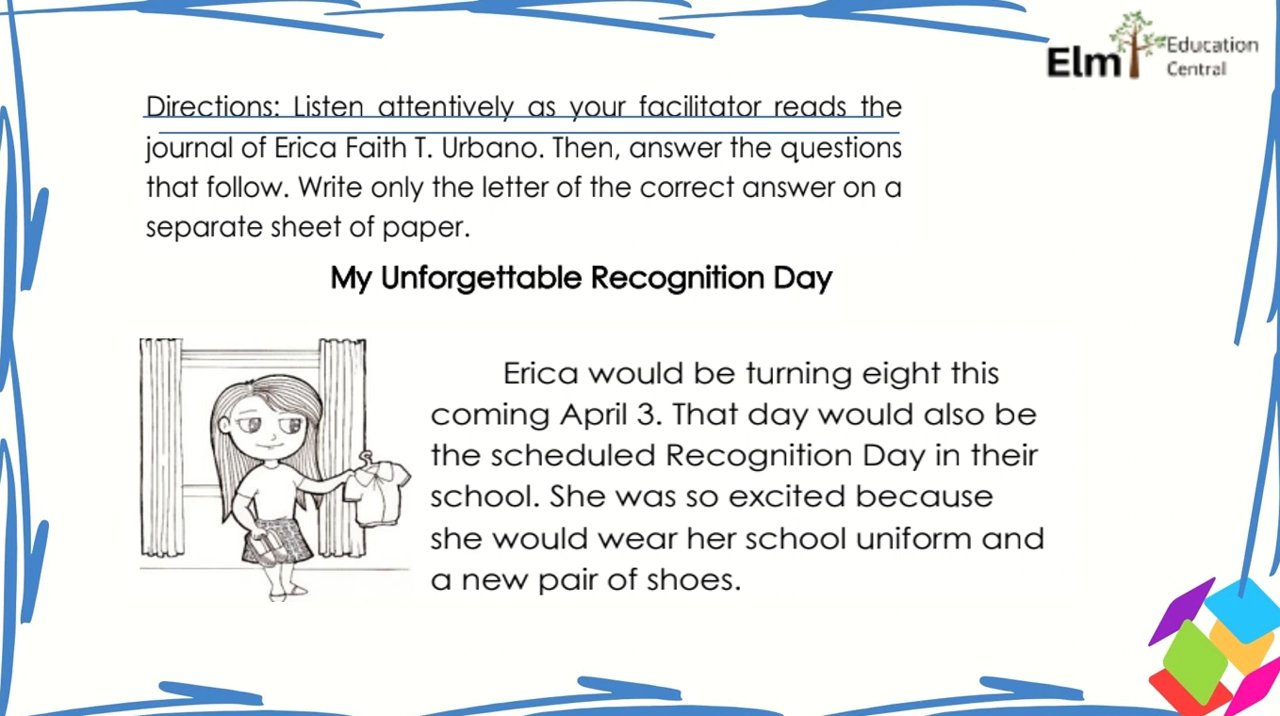 Elm Education
Central
Directions: Listen attentively as your facilitator reads the
journal of Erica Faith T. Urbano. Then, answer the questions
that follow. Write only the letter of the correct answer on a
separate sheet of paper.
My Unforgettable Recognition Day
Erica would be turning eight this
coming April 3. That day would also be
the scheduled Recognition Day in their
school. She was so excited because
she would wear her school uniform and
a new pair of shoes.